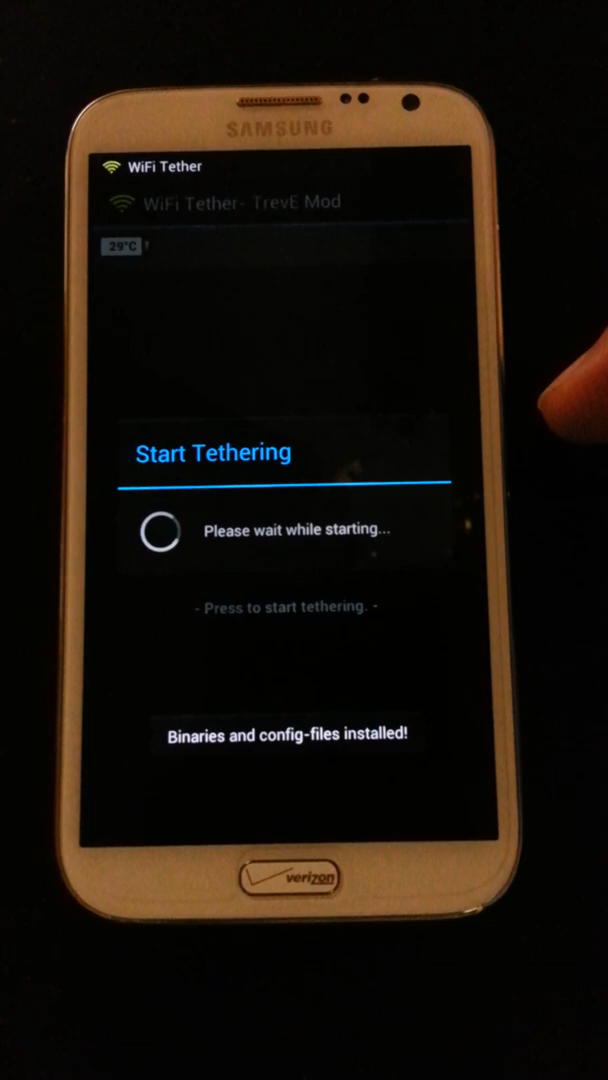 SAMSUNG
WiFi Tether
WiFi Tether- TrevE Mod
29°C
Start Tethering
Please wait while starting...
- Press to start tethering. -
Binaries and config-files installed!
verizon